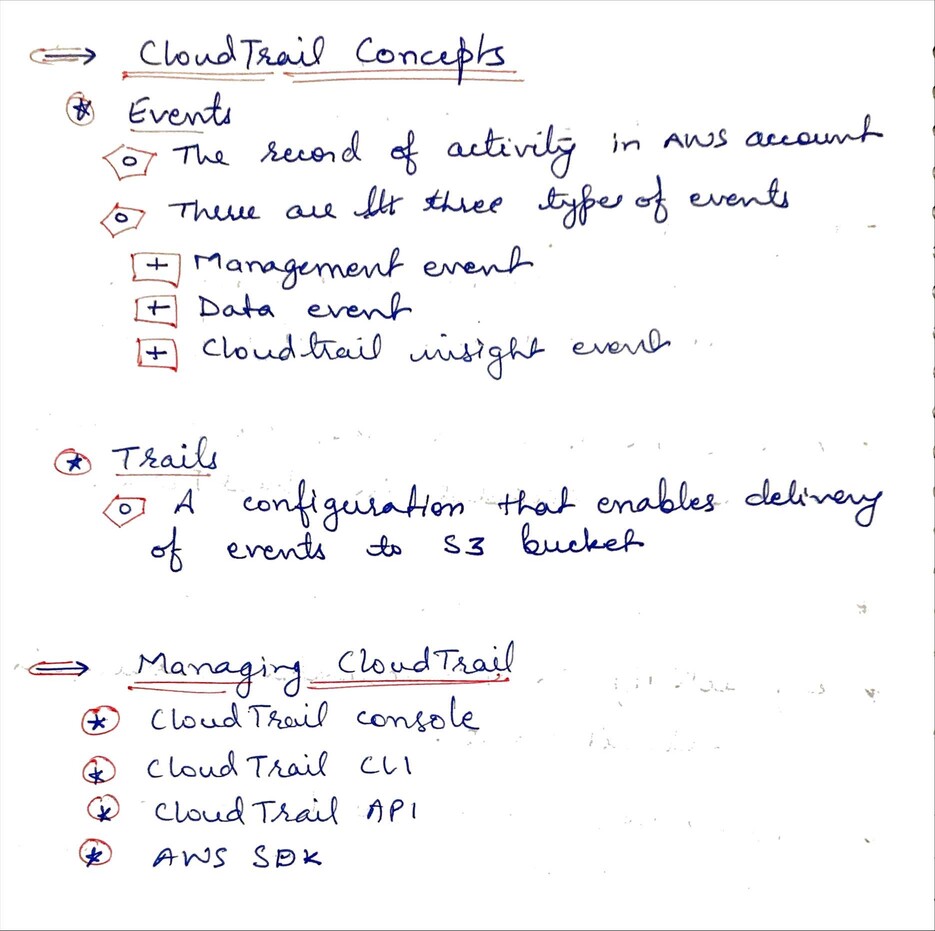 ⇒ CloudTrail Concepts
Events
The record of activity in AWS account
There are three type of events
+ Management event
+ Data event
+ Cloudtrail insight event
Trails
A configuration that enables delivery
of events to S3 bucket
⇒ Managing CloudTrail
CloudTrail console
CloudTrail CLI
CloudTrail API
AWS SDK